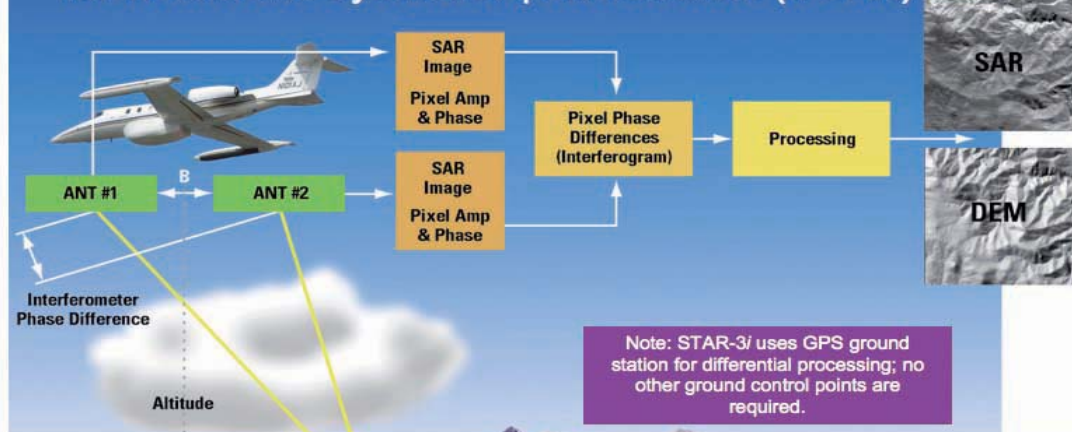 SAR
Image
Pixel Amp
& Phase
SAR
Pixel Phase
Differences
(Interferogram)
Processing
ANT #1
B
ANT #2
SAR
Image
Pixel Amp
& Phase
DEM
Interferometer
Phase Difference
Note: STAR-3i uses GPS ground
station for differential processing; no
other ground control points are
required.
Altitude